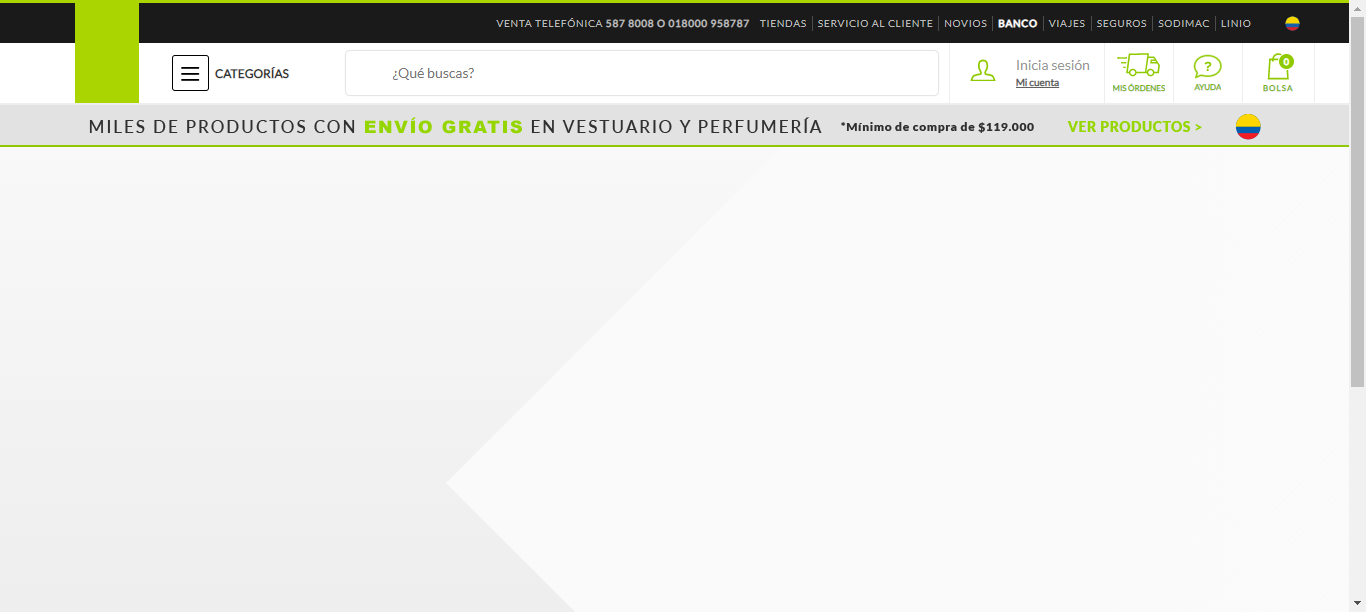 VENTA TELEFÓNICA 587 8008 O 018000 958787 TIENDAS SERVICIO AL CLIENTE NOVIOS BANCO VIAJES SEGUROS SODIMAC LINIO
CATEGORÍAS
¿Qué buscas?
Inicia sesión
Mi cuenta
MIS ÓRDENES
?
AYUDA
0
BOLSA
MILES DE PRODUCTOS CON ENVÍO GRATIS EN VESTUARIO Y PERFUMERÍA *Mínimo de compra de $119.000 VER PRODUCTOS >